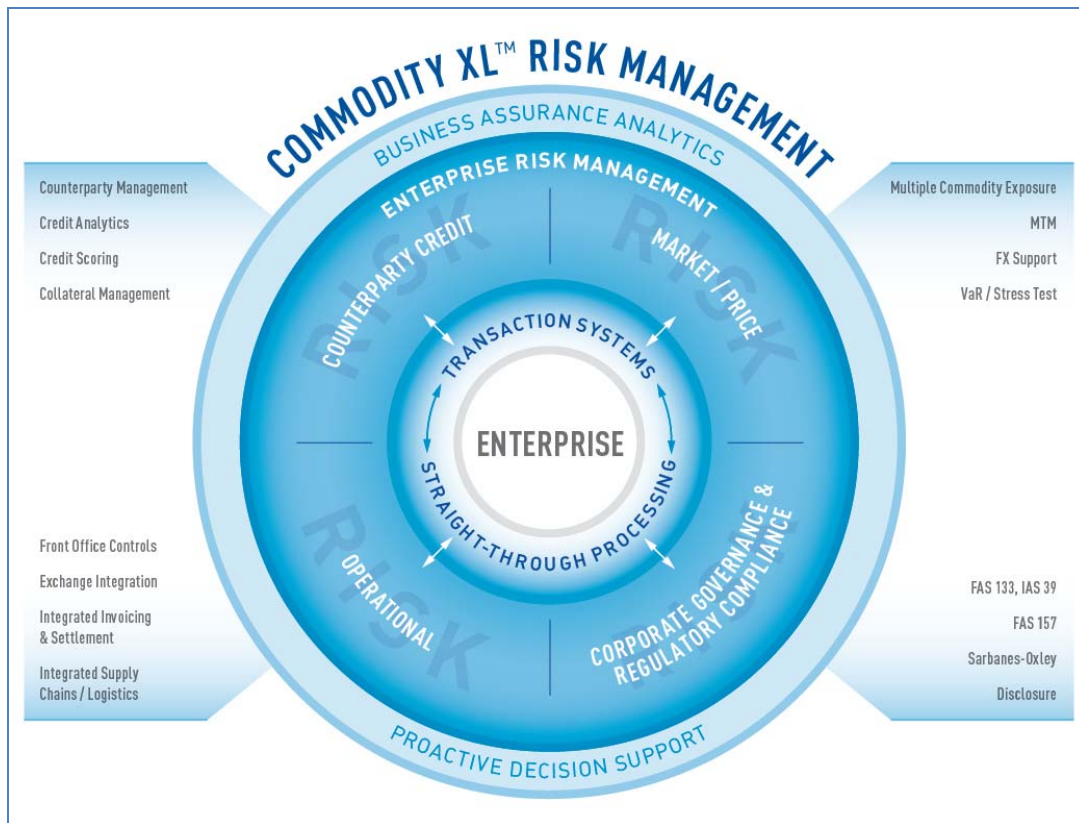 COMMODITY XL™ RISK MANAGEMENT
BUSINESS ASSURANCE ANALYTICS
ENTERPRISE RISK MANAGEMENT
Counterparty Management
Credit Analytics
Credit Scoring
Collateral Management
Multiple Commodity Exposure
MTM
FX Support
VaR / Stress Test
RISK
COUNTERPARTY CREDIT
RISK
MARKET / PRICE
TRANSACTION SYSTEMS
ENTERPRISE
STRAIGHT-THROUGH PROCESSING
RISK
OPERATIONAL
RISK
CORPORATE GOVERNANCE &
REGULATORY COMPLIANCE
Front Office Controls
Exchange Integration
Integrated Invoicing
& Settlement
Integrated Supply
Chains / Logistics
FAS 133, IAS 39
FAS 157
Sarbanes-Oxley
Disclosure
PROACTIVE DECISION SUPPORT